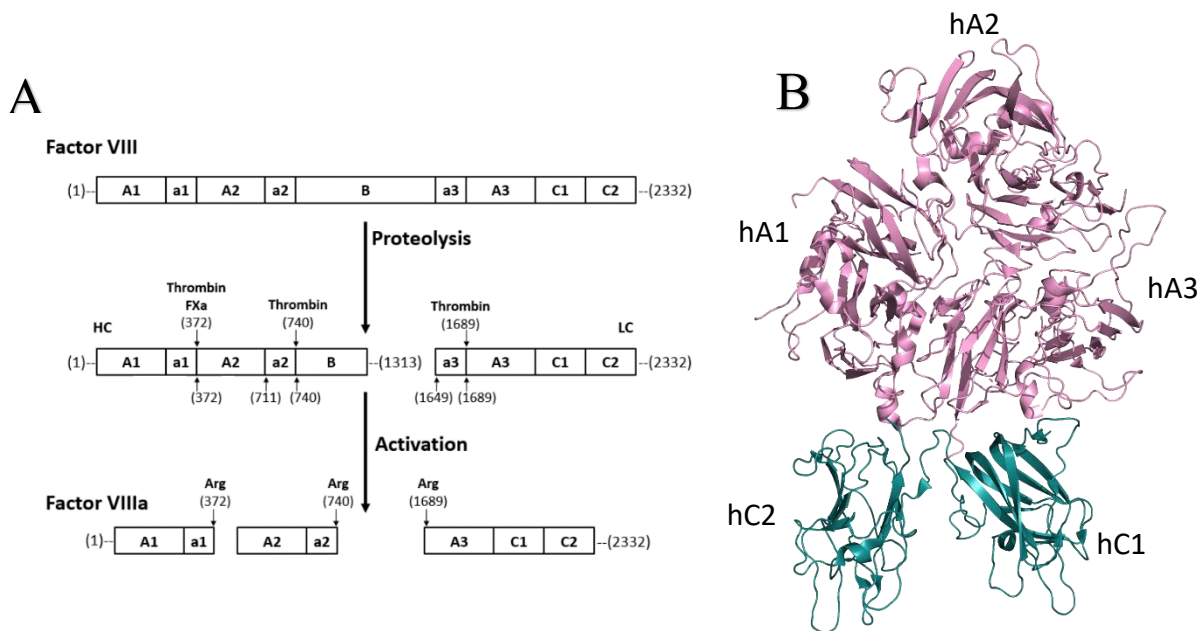 A
Factor VIII
(1)-- A1 a1 A2 a2 B a3 A3 C1 C2 --(2332)
Proteolysis
Thrombin
FXa
(372)
Thrombin
(740)
Thrombin
(1689)
HC
LC
(1)-- A1 a1 A2 a2 B --(1313) a3 A3 C1 C2 --(2332)
(372) (711) (740) (1649) (1689)
Activation
Factor VIIIa
Arg
(372)
Arg
(740)
Arg
(1689)
(1)-- A1 a1 A2 a2 A3 C1 C2 --(2332)
B
hA2
hA1
hA3
hC2
hC1